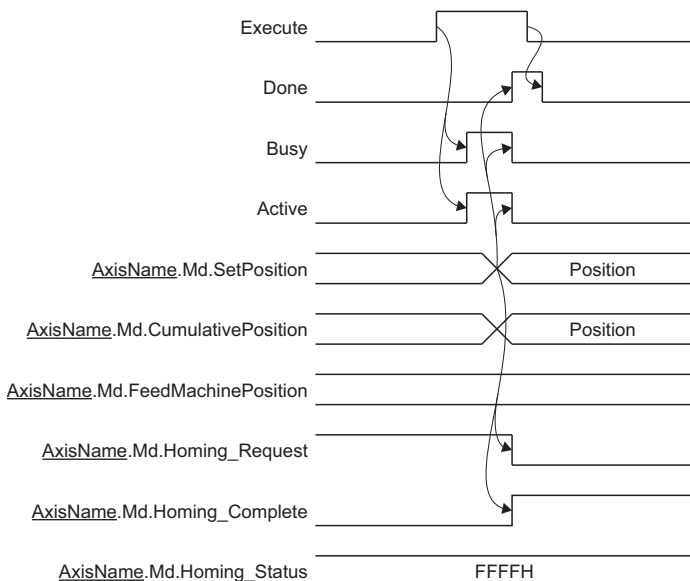 Execute
Done
Busy
Active
AxisName.Md.SetPosition
Position
AxisName.Md.CumulativePosition
Position
AxisName.Md.FeedMachinePosition
AxisName.Md.Homing_Request
AxisName.Md.Homing_Complete
AxisName.Md.Homing_Status
FFFFH